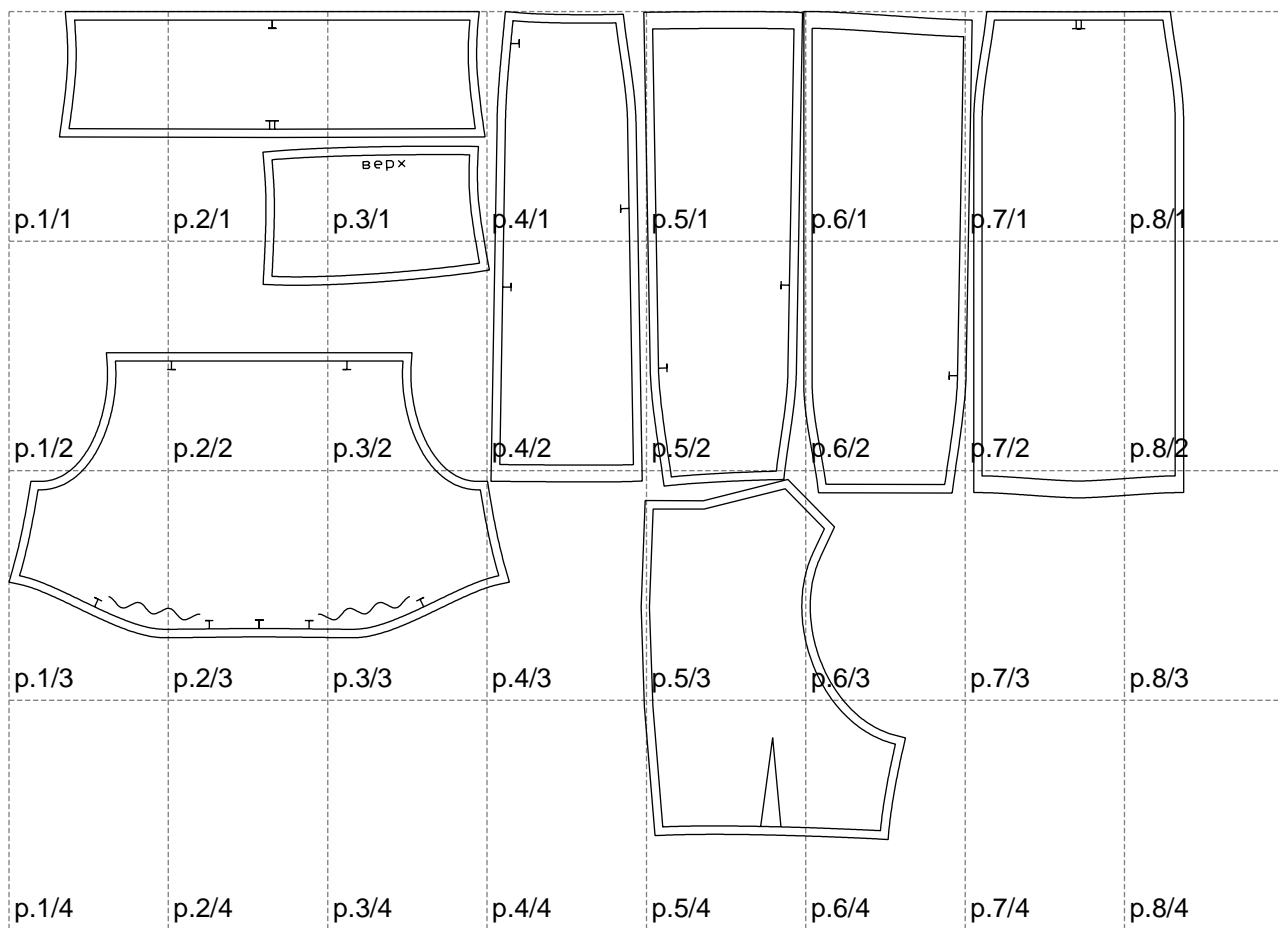 верх
p.1/1 p.2/1 p.3/1 p.4/1 p.5/1 p.6/1 p.7/1 p.8/1
p.1/2 p.2/2 p.3/2 p.4/2 p.5/2 p.6/2 p.7/2 p.8/2
p.1/3 p.2/3 p.3/3 p.4/3 p.5/3 p.6/3 p.7/3 p.8/3
p.1/4 p.2/4 p.3/4 p.4/4 p.5/4 p.6/4 p.7/4 p.8/4